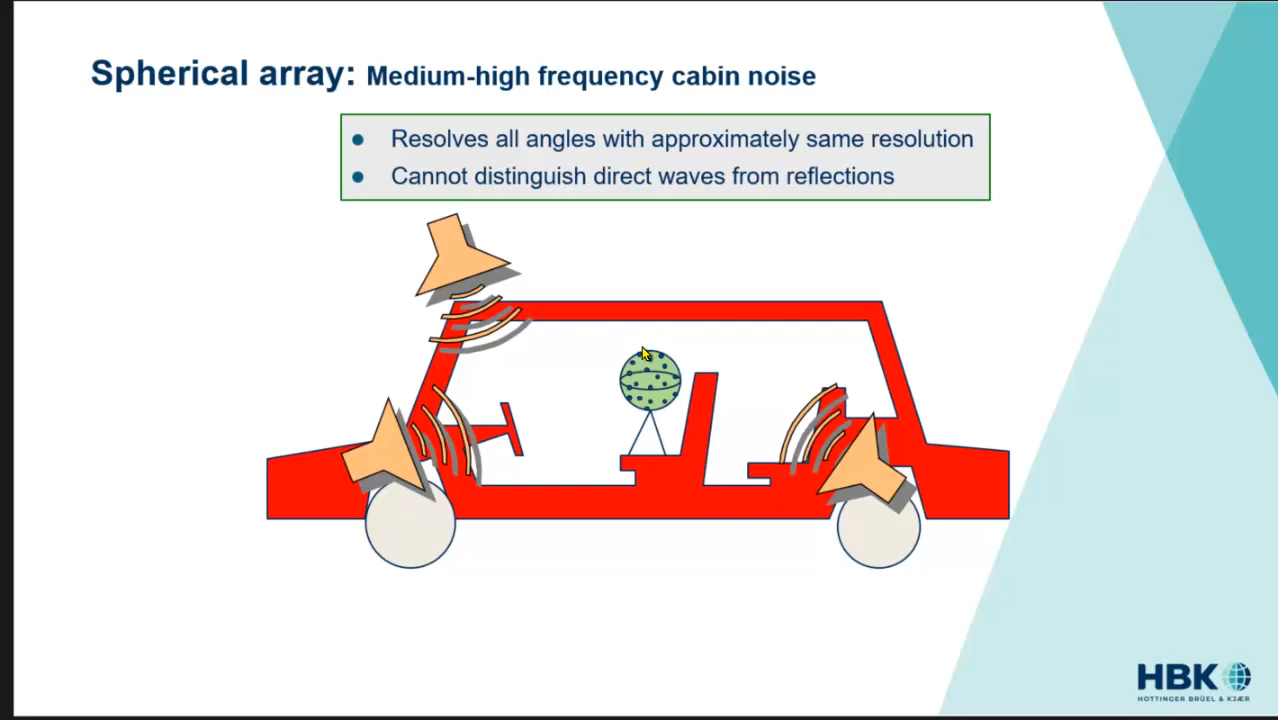 Spherical array: Medium-high frequency cabin noise
● Resolves all angles with approximately same resolution
● Cannot distinguish direct waves from reflections
HBK
HOTTINGER BRÜEL & KJÆR